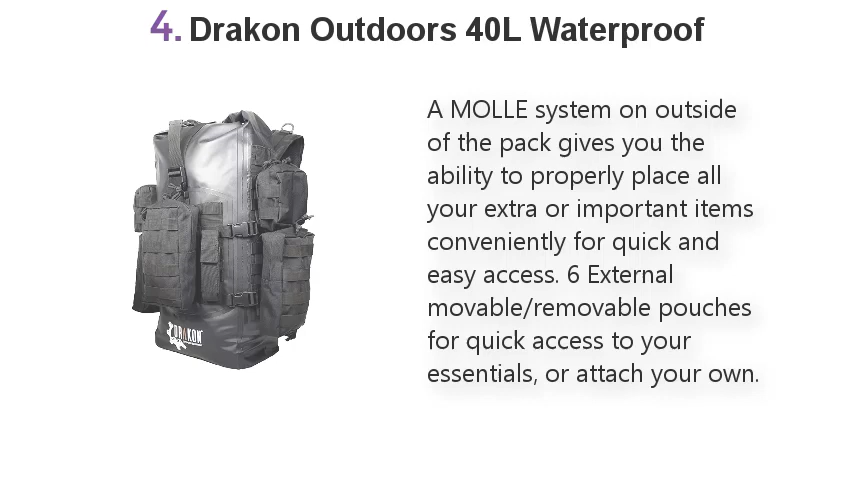 4. Drakon Outdoors 40L Waterproof
A MOLLE system on outside
of the pack gives you the
ability to properly place all
your extra or important items
conveniently for quick and
easy access. 6 External
movable/removable pouches
for quick access to your
essentials, or attach your own.
DRAKON